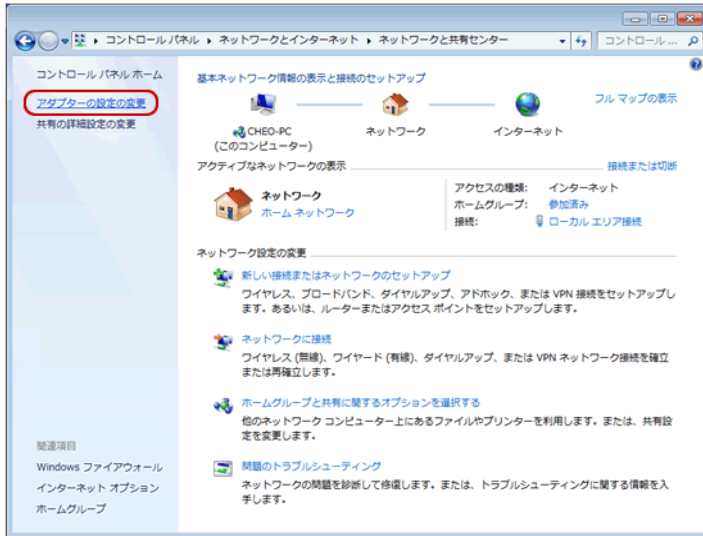 コントロール パネル ▸ ネットワークとインターネット ▸ ネットワークと共有センター
コントロール ...
コントロール パネル ホーム
アダプターの設定の変更
共有の詳細設定の変更
基本ネットワーク情報の表示と接続のセットアップ
フル マップの表示
CHEO-PC
(このコンピューター)
ネットワーク
インターネット
アクティブなネットワークの表示
接続または切断
ネットワーク
ホーム ネットワーク
アクセスの種類: インターネット
ホームグループ: 参加済み
接続: ローカル エリア接続
ネットワーク設定の変更
新しい接続またはネットワークのセットアップ
ワイヤレス、ブロードバンド、ダイヤルアップ、アドホック、または VPN 接続をセットアップし
ます。あるいは、ルーターまたはアクセス ポイントをセットアップします。
ネットワークに接続
ワイヤレス (無線)、ワイヤード (有線)、ダイヤルアップ、または VPN ネットワーク接続を確立
または再確立します。
ホームグループと共有に関するオプションを選択する
他のネットワーク コンピューター上にあるファイルやプリンターを利用します。または、共有設
定を変更します。
問題のトラブルシューティング
ネットワークの問題を診断して修復します。または、トラブルシューティングに関する情報を入
手します。
関連項目
Windows ファイアウォール
インターネット オプション
ホームグループ